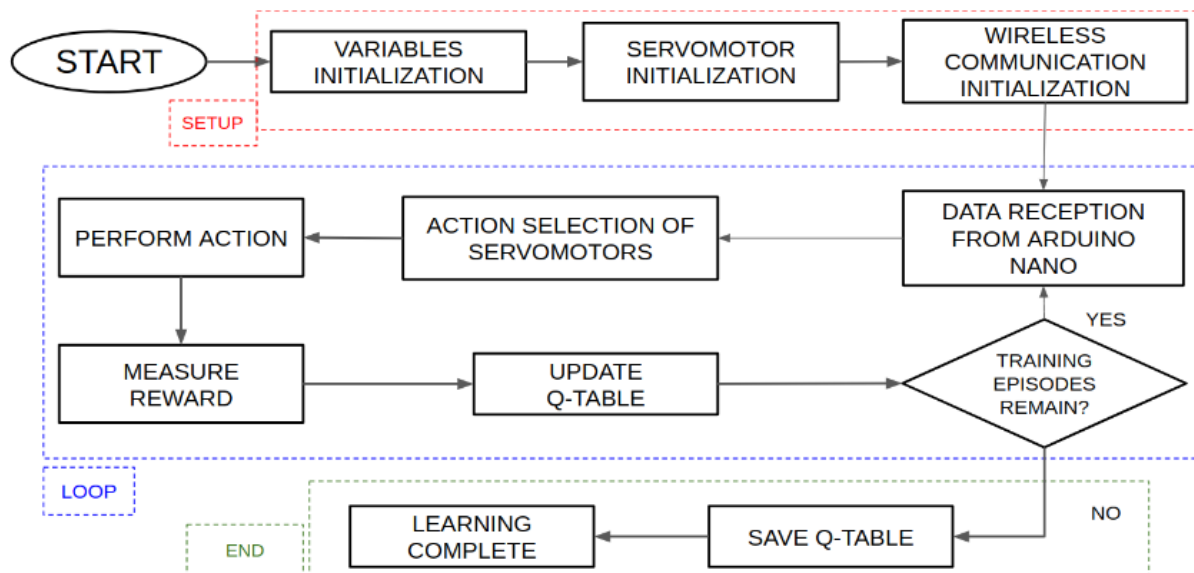 START
VARIABLES
INITIALIZATION
SERVOMOTOR
INITIALIZATION
WIRELESS
COMMUNICATION
INITIALIZATION
SETUP
PERFORM ACTION
ACTION SELECTION OF
SERVOMOTORS
DATA RECEPTION
FROM ARDUINO
NANO
YES
MEASURE
REWARD
UPDATE
Q-TABLE
TRAINING
EPISODES
REMAIN?
LOOP
NO
LEARNING
COMPLETE
SAVE Q-TABLE
END